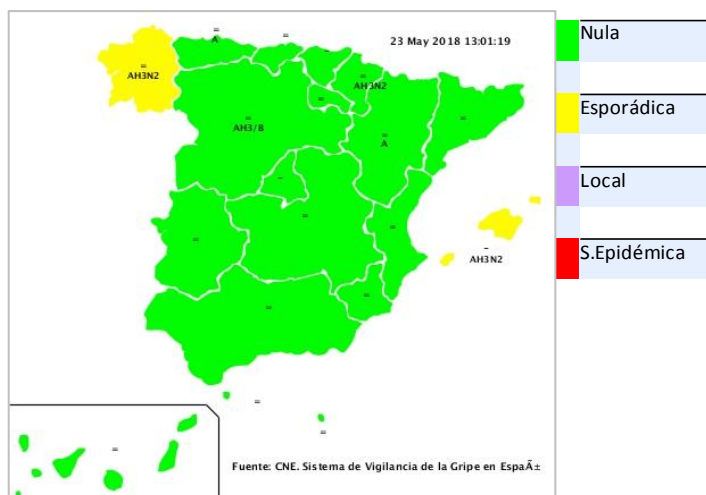 23 May 2018 13:01:19
=
A
=
-
=
AH3N2
=
AH3N2
=
=
AH3/B
=
=
A
-
=
=
=
-
AH3N2
=
=
=
=
=
Fuente: CNE. Sistema de Vigilancia de la Gripe en EspaÃ±
Nula
Esporádica
Local
S.Epidémica